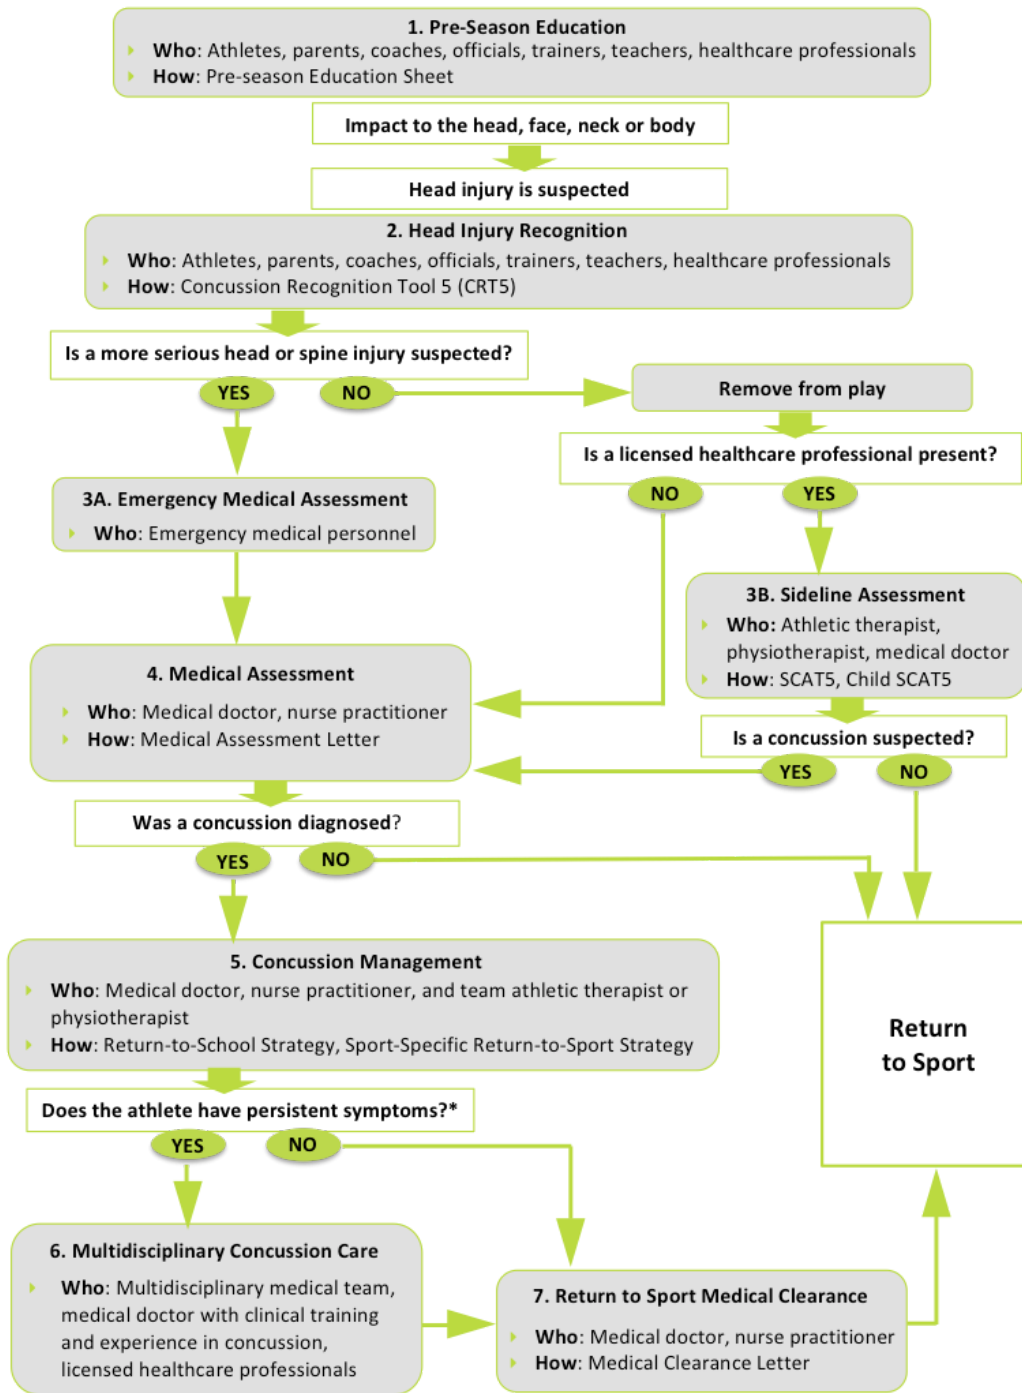 1. Pre-Season Education
Who: Athletes, parents, coaches, officials, trainers, teachers, healthcare professionals
How: Pre-season Education Sheet
Impact to the head, face, neck or body
Head injury is suspected
2. Head Injury Recognition
Who: Athletes, parents, coaches, officials, trainers, teachers, healthcare professionals
How: Concussion Recognition Tool 5 (CRT5)
Is a more serious head or spine injury suspected?
YES
NO
Remove from play
Is a licensed healthcare professional present?
NO
YES
3A. Emergency Medical Assessment
Who: Emergency medical personnel
3B. Sideline Assessment
Who: Athletic therapist,
physiotherapist, medical doctor
How: SCAT5, Child SCAT5
4. Medical Assessment
Who: Medical doctor, nurse practitioner
How: Medical Assessment Letter
Is a concussion suspected?
YES
NO
Was a concussion diagnosed?
YES
NO
5. Concussion Management
Who: Medical doctor, nurse practitioner, and team athletic therapist or
physiotherapist
How: Return-to-School Strategy, Sport-Specific Return-to-Sport Strategy
Return
to Sport
Does the athlete have persistent symptoms?*
YES
NO
6. Multidisciplinary Concussion Care
Who: Multidisciplinary medical team,
medical doctor with clinical training
and experience in concussion,
licensed healthcare professionals
7. Return to Sport Medical Clearance
Who: Medical doctor, nurse practitioner
How: Medical Clearance Letter